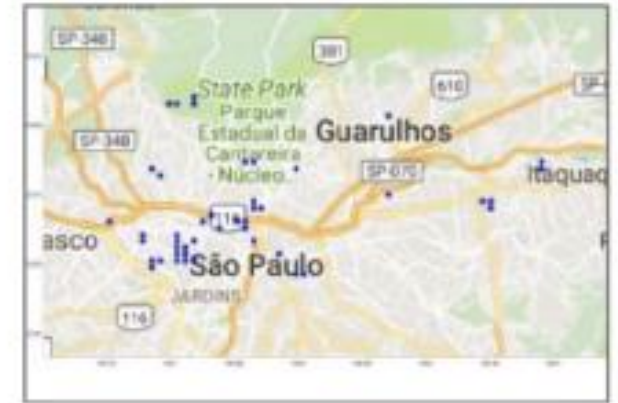 SP-348
381
State Park
610
Parque
Estadual da
Guarulhos
SP-348
Cantareira
- Núcleo..
SP-070
Itaquaq
116
asco
São Paulo
JARDINS
116